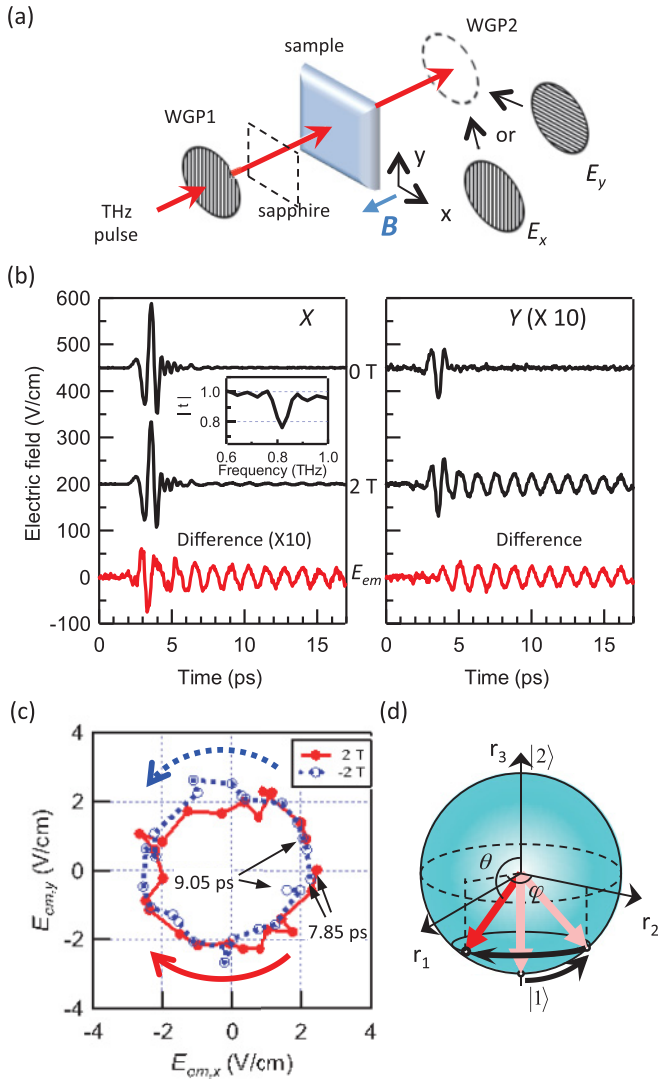 (a)
WGP2
sample
WGP1
or
y
E_y
THz
pulse
sapphire
B
x
E_x
(b)
600
500
400
300
200
100
0
-100
Electric field (V/cm)
X
Y (X 10)
0 T
2 T
E_em
|t|
1.0
0.8
0.6 0.8 1.0
Frequency (THz)
Difference (X10)
Difference
0 5 10 15
0 5 10 15
Time (ps)
Time (ps)
(c)
(d)
4
2
0
-2
-4
E_em,y (V/cm)
2 T
-2 T
9.05 ps
7.85 ps
-4 -2 0 2 4
E_em,x (V/cm)
r3
|2⟩
θ
φ
r2
r1
|1⟩